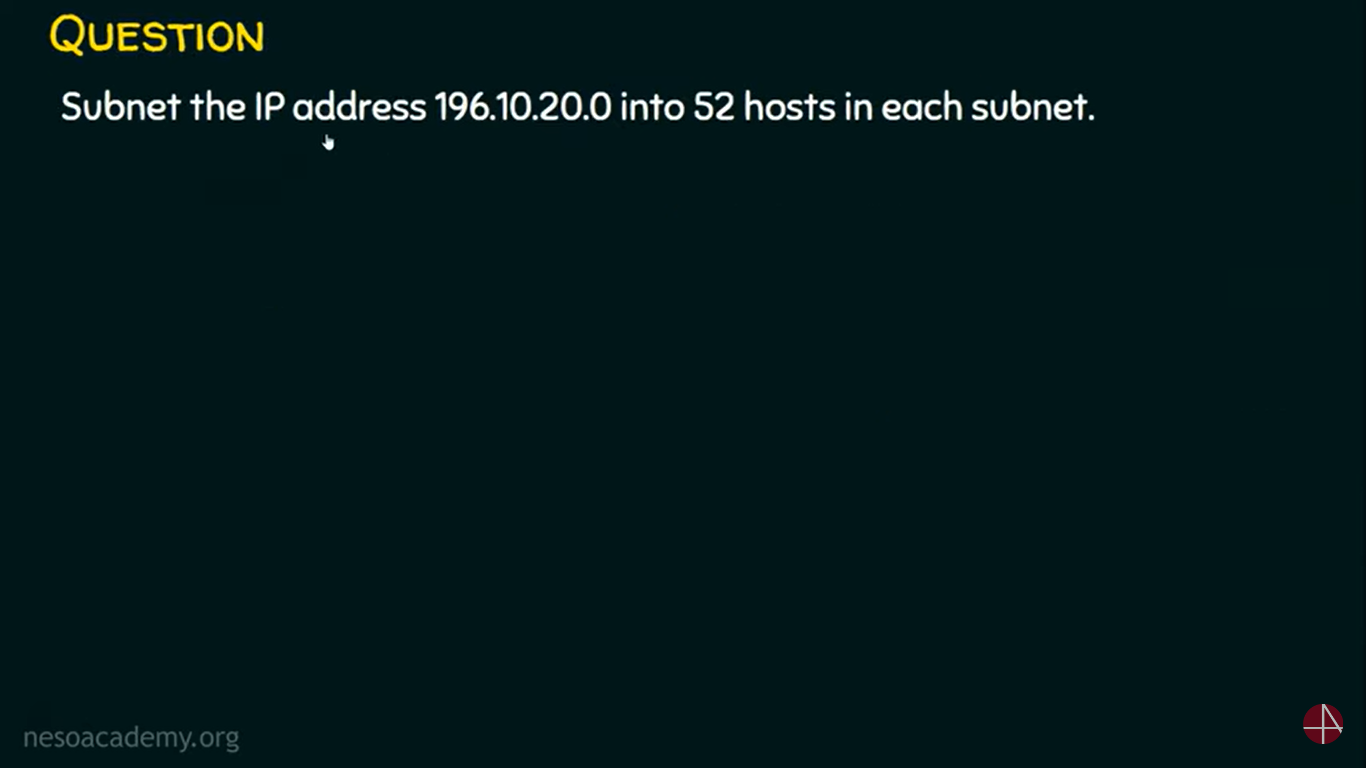 QUESTION
Subnet the IP address 196.10.20.0 into 52 hosts in each subnet.
nesoacademy.org